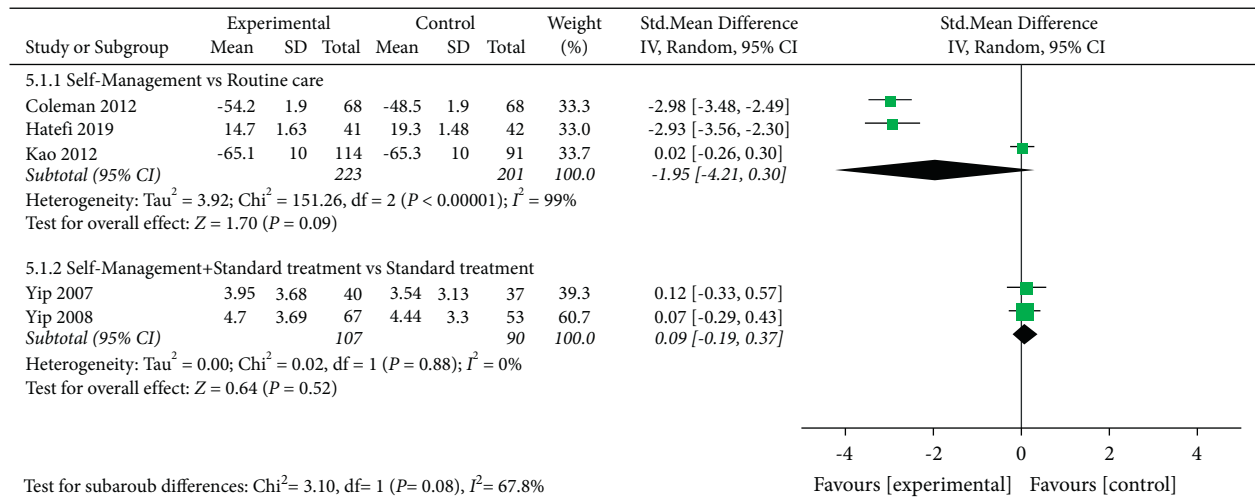 Experimental Control Weight Std.Mean Difference Std.Mean Difference
Study or Subgroup Mean SD Total Mean SD Total (%) IV, Random, 95% CI IV, Random, 95% CI
5.1.1 Self-Management vs Routine care
Coleman 2012 -54.2 1.9 68 -48.5 1.9 68 33.3 -2.98 [-3.48, -2.49]
Hatefi 2019 14.7 1.63 41 19.3 1.48 42 33.0 -2.93 [-3.56, -2.30]
Kao 2012 -65.1 10 114 -65.3 10 91 33.7 0.02 [-0.26, 0.30]
Subtotal (95% CI) 223 201 100.0 -1.95 [-4.21, 0.30]
Heterogeneity: Tau² = 3.92; Chi² = 151.26, df = 2 (P < 0.00001); I² = 99%
Test for overall effect: Z = 1.70 (P = 0.09)
5.1.2 Self-Management+Standard treatment vs Standard treatment
Yip 2007 3.95 3.68 40 3.54 3.13 37 39.3 0.12 [-0.33, 0.57]
Yip 2008 4.7 3.69 67 4.44 3.3 53 60.7 0.07 [-0.29, 0.43]
Subtotal (95% CI) 107 90 100.0 0.09 [-0.19, 0.37]
Heterogeneity: Tau² = 0.00; Chi² = 0.02, df = 1 (P = 0.88); I² = 0%
Test for overall effect: Z = 0.64 (P = 0.52)
-4 -2 0 2 4
Test for subaroub differences: Chi²= 3.10, df= 1 (P= 0.08), I²= 67.8% Favours [experimental] Favours [control]